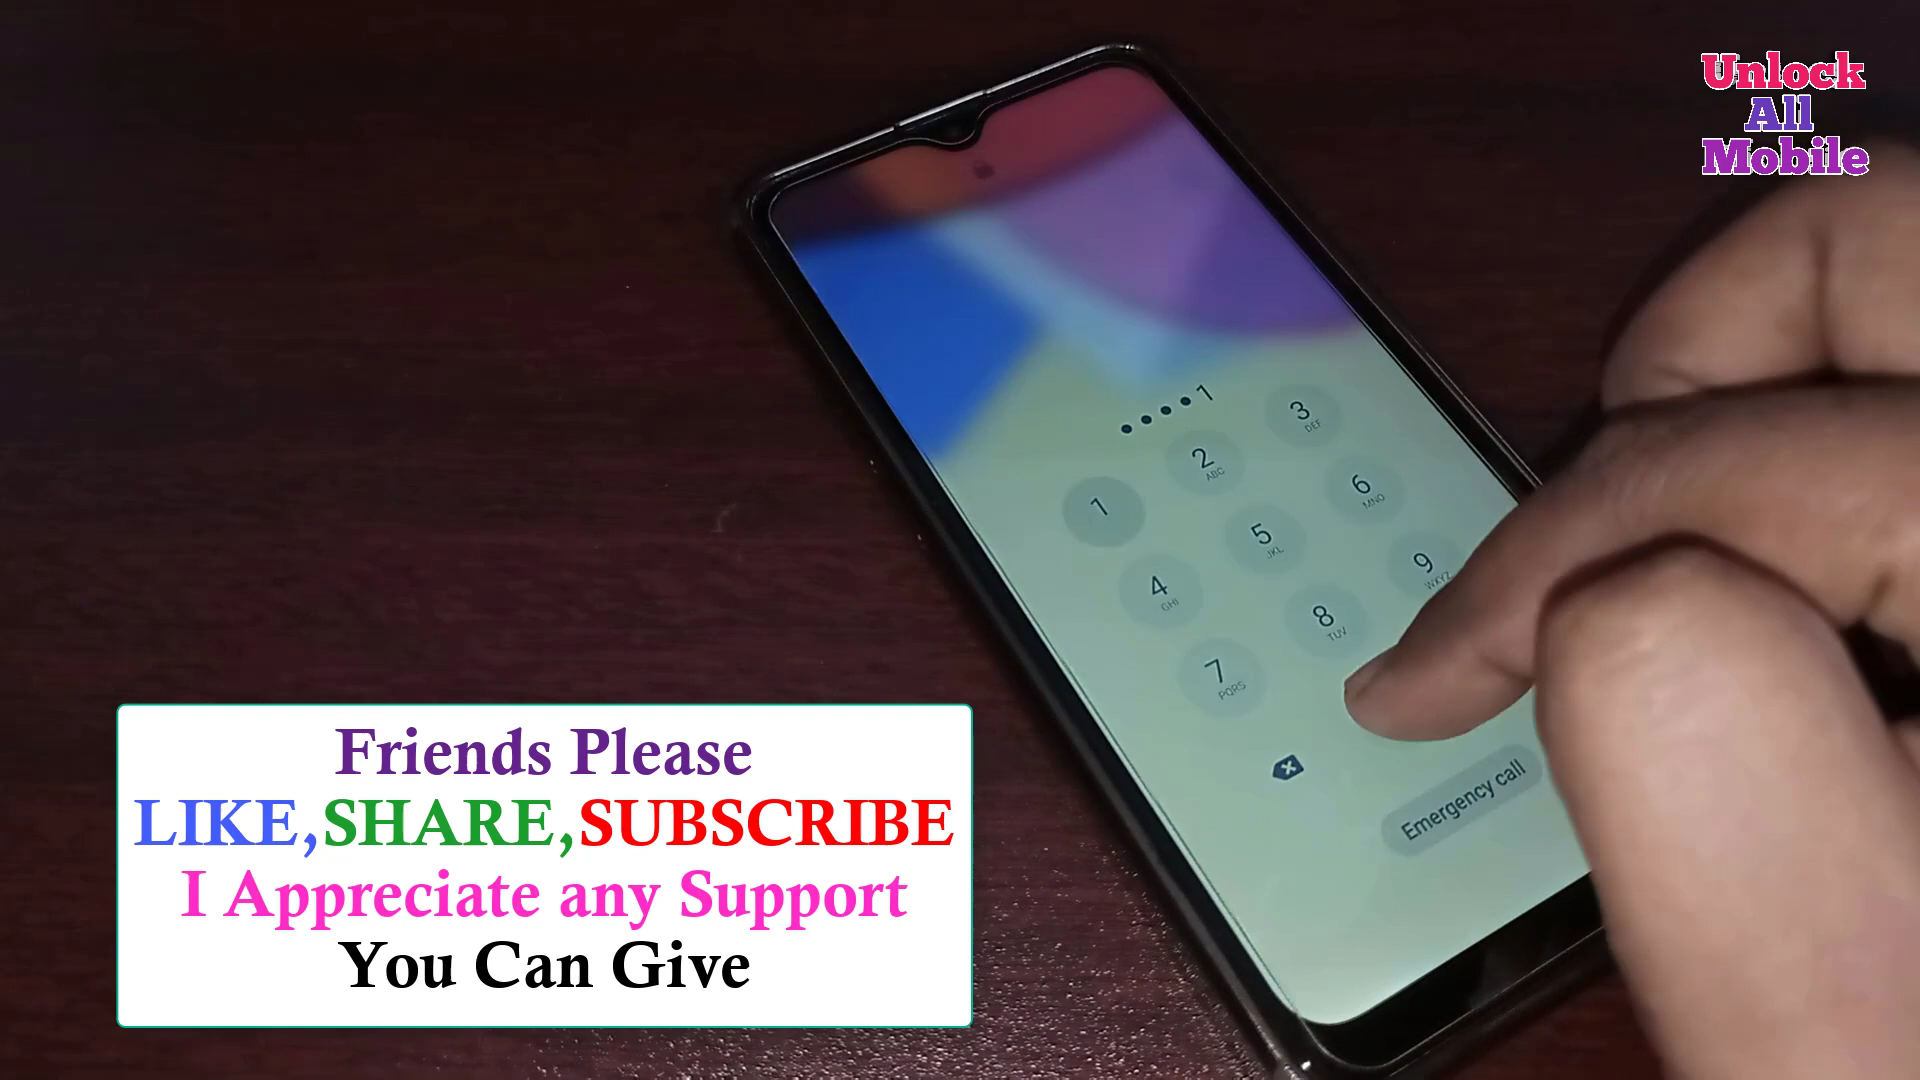 Unlock
All
Mobile
••••1
1
2
ABC
3
DEF
4
GHI
5
JKL
6
MNO
7
PQRS
8
TUV
9
WXYZ
Emergency call
Friends Please
LIKE,SHARE,SUBSCRIBE
I Appreciate any Support
You Can Give